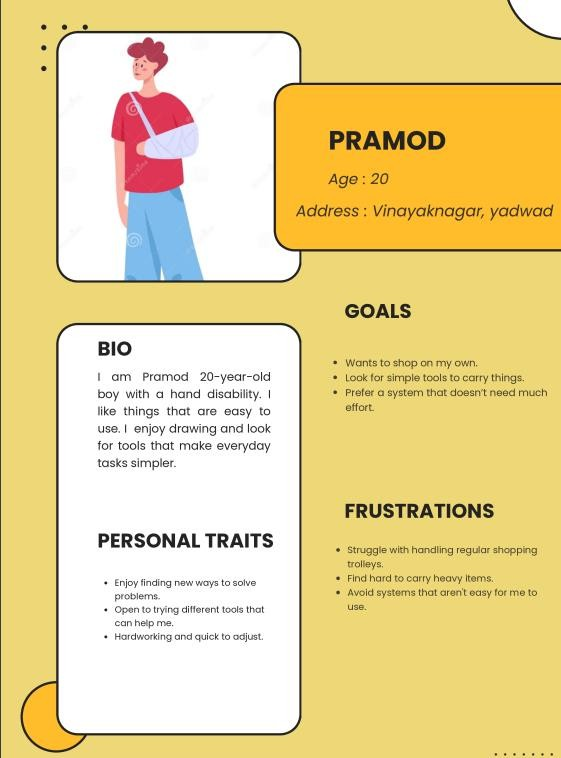 PRAMOD
Age : 20
Address : Vinayaknagar, yadwad
GOALS
• Wants to shop on my own.
• Look for simple tools to carry things.
• Prefer a system that doesn't need much
effort.
BIO
I am Pramod 20-year-old
boy with a hand disability. I
like things that are easy to
use. I enjoy drawing and look
for tools that make everyday
tasks simpler.
FRUSTRATIONS
• Struggle with handling regular shopping
trolleys.
• Find hard to carry heavy items.
• Avoid systems that aren't easy for me to
use.
PERSONAL TRAITS
• Enjoy finding new ways to solve
problems.
• Open to trying different tools that
can help me.
• Hardworking and quick to adjust.